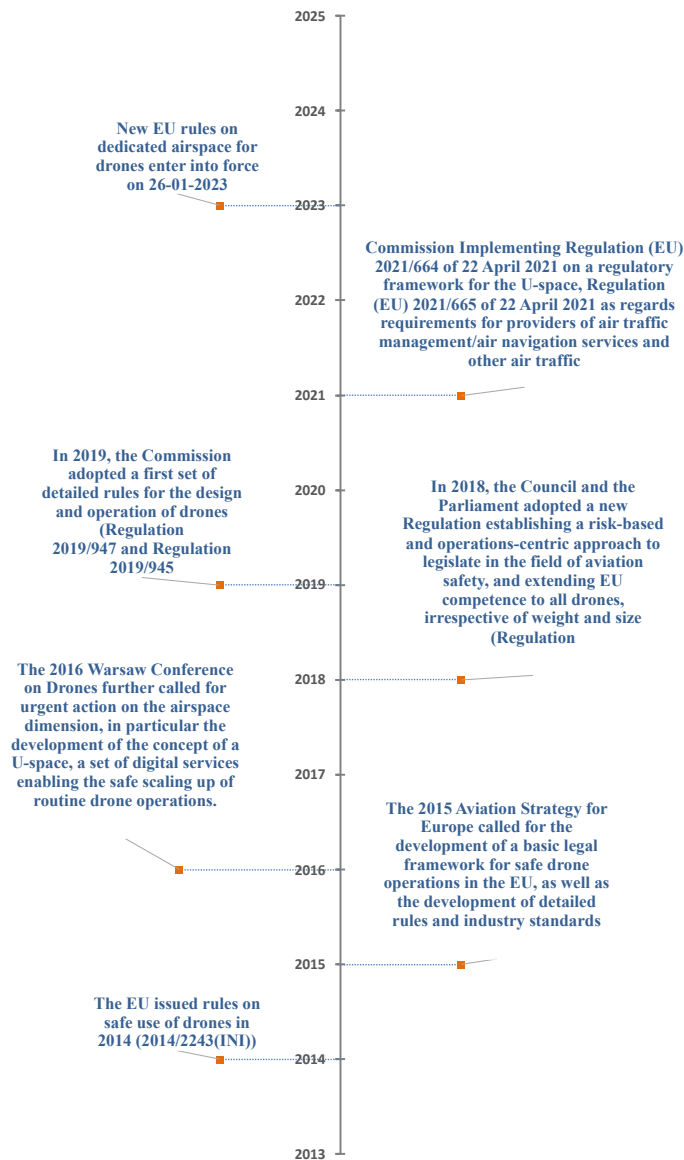 2025
2024
New EU rules on
dedicated airspace for
drones enter into force
on 26-01-2023
2023
Commission Implementing Regulation (EU)
2021/664 of 22 April 2021 on a regulatory
framework for the U-space, Regulation
(EU) 2021/665 of 22 April 2021 as regards
requirements for providers of air traffic
management/air navigation services and
other air traffic
2022
2021
In 2019, the Commission
adopted a first set of
detailed rules for the design
and operation of drones
(Regulation
2019/947 and Regulation
2019/945
2020
In 2018, the Council and the
Parliament adopted a new
Regulation establishing a risk-based
and operations-centric approach to
legislate in the field of aviation
safety, and extending EU
competence to all drones,
irrespective of weight and size
(Regulation
2019
2018
The 2016 Warsaw Conference
on Drones further called for
urgent action on the airspace
dimension, in particular the
development of the concept of a
U-space, a set of digital services
enabling the safe scaling up of
routine drone operations.
2017
The 2015 Aviation Strategy for
Europe called for the
development of a basic legal
framework for safe drone
operations in the EU, as well as
the development of detailed
rules and industry standards
2016
2015
The EU issued rules on
safe use of drones in
2014 (2014/2243(INI))
2014
2013